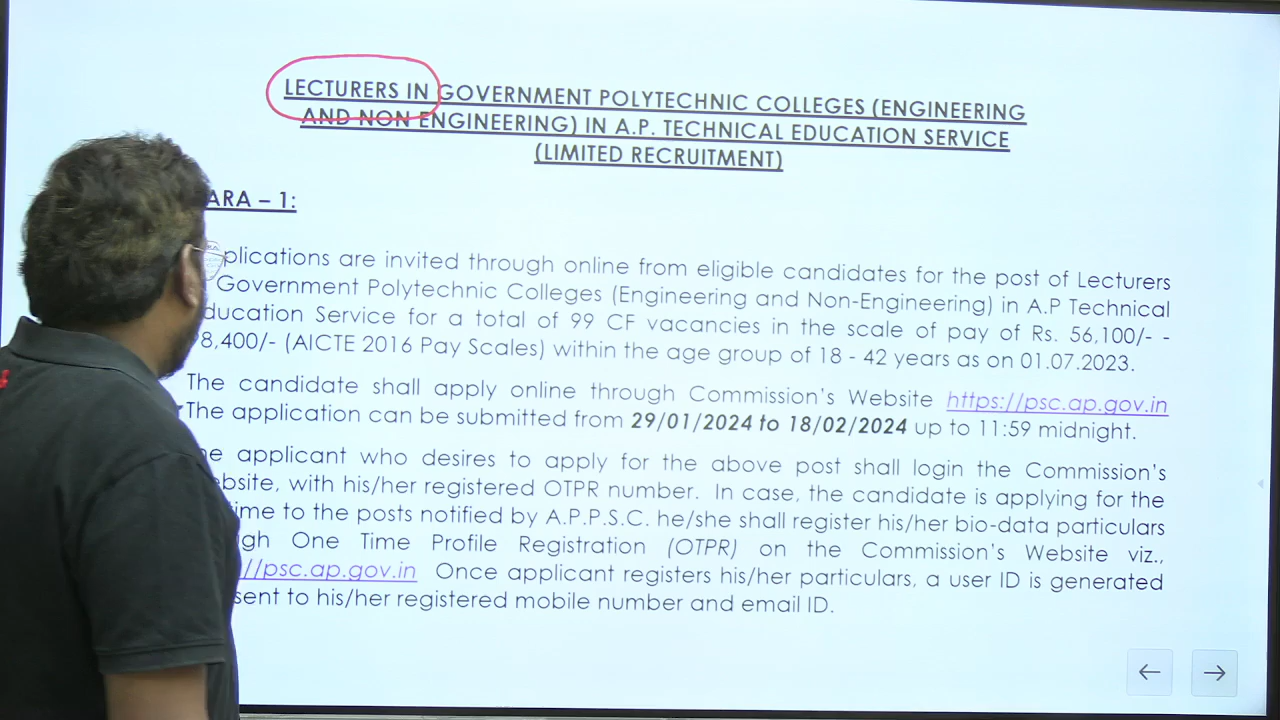 LECTURERS IN GOVERNMENT POLYTECHNIC COLLEGES (ENGINEERING
AND NON ENGINEERING) IN A.P. TECHNICAL EDUCATION SERVICE
(LIMITED RECRUITMENT)
ARA – 1:
plications are invited through online from eligible candidates for the post of Lecturers
Government Polytechnic Colleges (Engineering and Non-Engineering) in A.P Technical
ducation Service for a total of 99 CF vacancies in the scale of pay of Rs. 56,100/- -
8,400/- (AICTE 2016 Pay Scales) within the age group of 18 - 42 years as on 01.07.2023.
The candidate shall apply online through Commission's Website https://psc.ap.gov.in
The application can be submitted from 29/01/2024 to 18/02/2024 up to 11:59 midnight.
he applicant who desires to apply for the above post shall login the Commission's
bsite, with his/her registered OTPR number. In case, the candidate is applying for the
time to the posts notified by A.P.P.S.C. he/she shall register his/her bio-data particulars
gh One Time Profile Registration (OTPR) on the Commission's Website viz.,
//psc.ap.gov.in Once applicant registers his/her particulars, a user ID is generated
sent to his/her registered mobile number and email ID.